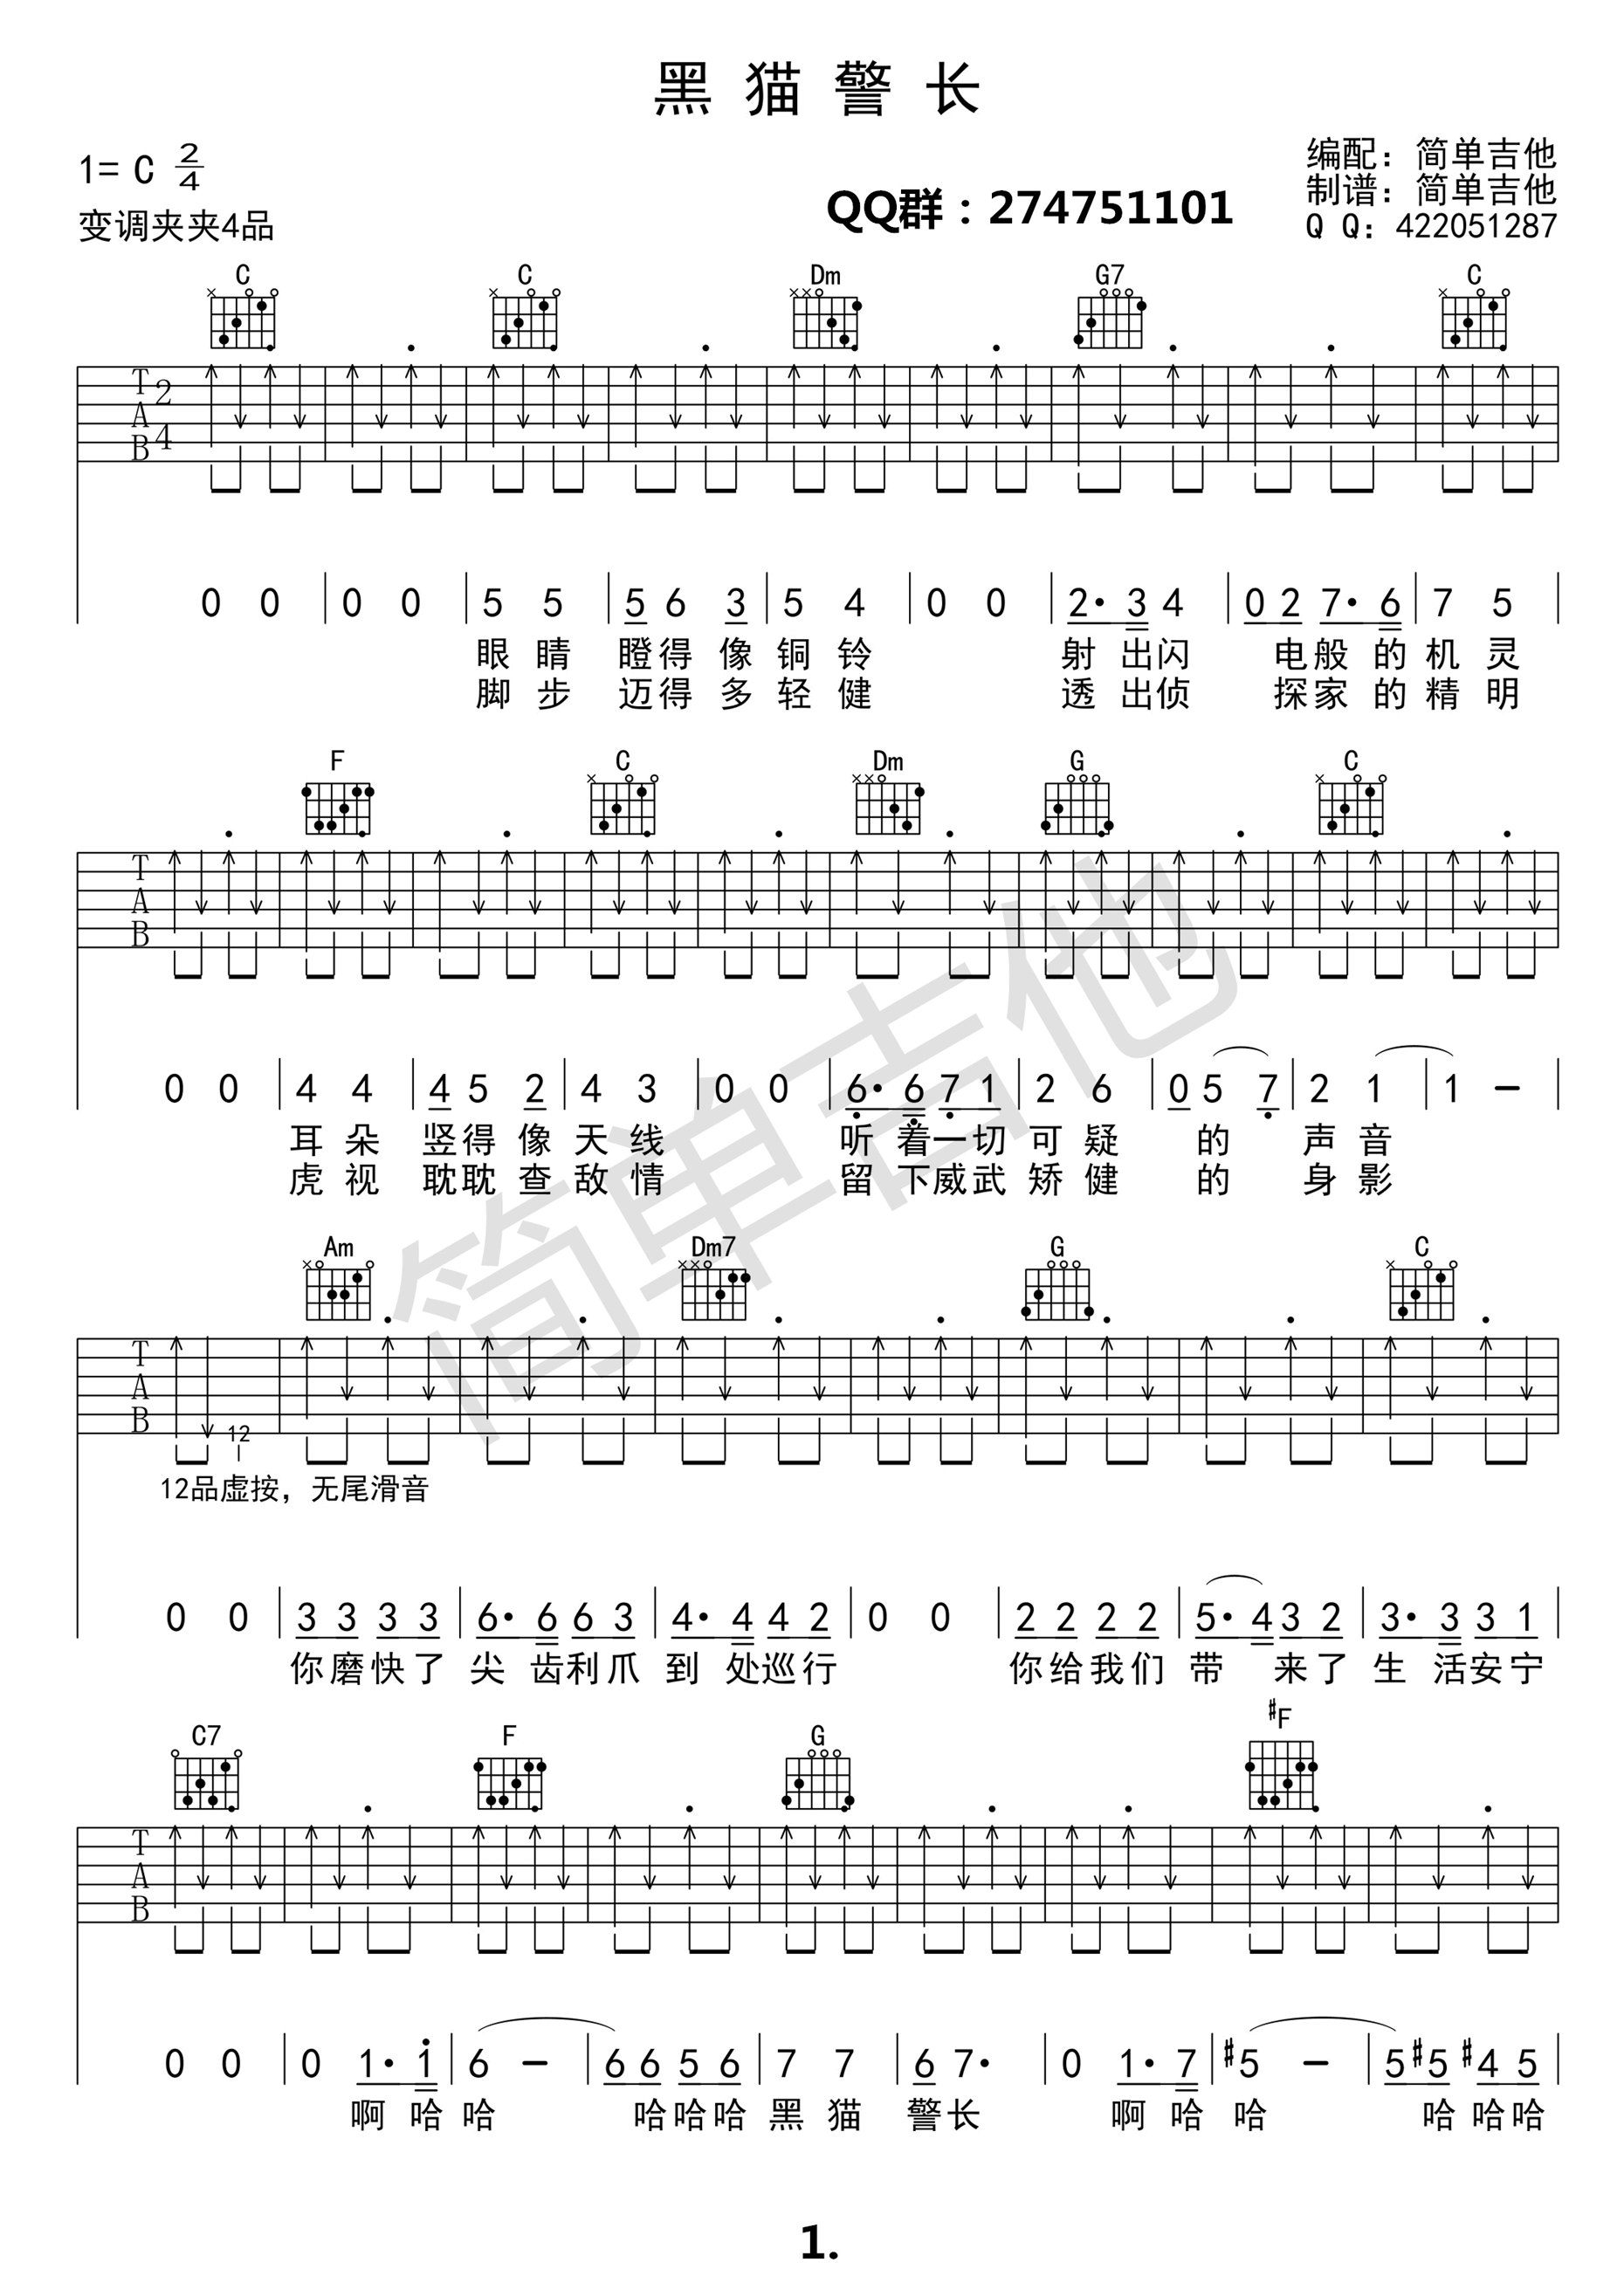 黑猫警长
1= C 2/4
变调夹夹4品
QQ群：274751101
编配：简单吉他
制谱：简单吉他
Q Q：422051287
C C Dm G7 C
T 2
A
B 4
0 0 | 0 0 | 5 5 | 5 6 3 | 5 4 | 0 0 | 2· 3 4 | 0 2 7· 6 | 7 5 |
眼睛 瞪得像铜铃 射出闪 电般的机灵
脚步 迈得多轻健 透出侦 探家的精明
F C Dm G C
T
A
B
0 0 | 4 4 | 4 5 2 | 4 3 | 0 0 | 6· 6 7 1 | 2 6 | 0 5 7 | 2 1 | 1 – |
耳朵 竖得像天线 听着一切可疑 的 声音
虎视 耽耽查敌情 留下威武矫健 的 身影
Am Dm7 G C
T
A
B
12
12品虚按，无尾滑音
0 0 | 3 3 3 3 | 6· 6 6 3 | 4· 4 4 2 | 0 0 | 2 2 2 2 | 5· 4 3 2 | 3· 3 3 1 |
你磨快了 尖齿利爪 到处巡行 你给我们 带来了 生活安宁
C7 F G #F
T
A
B
0 0 | 0 1· 1 | 6 – | 6 6 5 6 | 7 7 | 6 7· | 0 1· 7 | #5 – | 5 #5 #4 5 |
啊哈 哈 哈哈哈 黑猫 警长 啊哈 哈 哈哈哈
简单吉他
1.